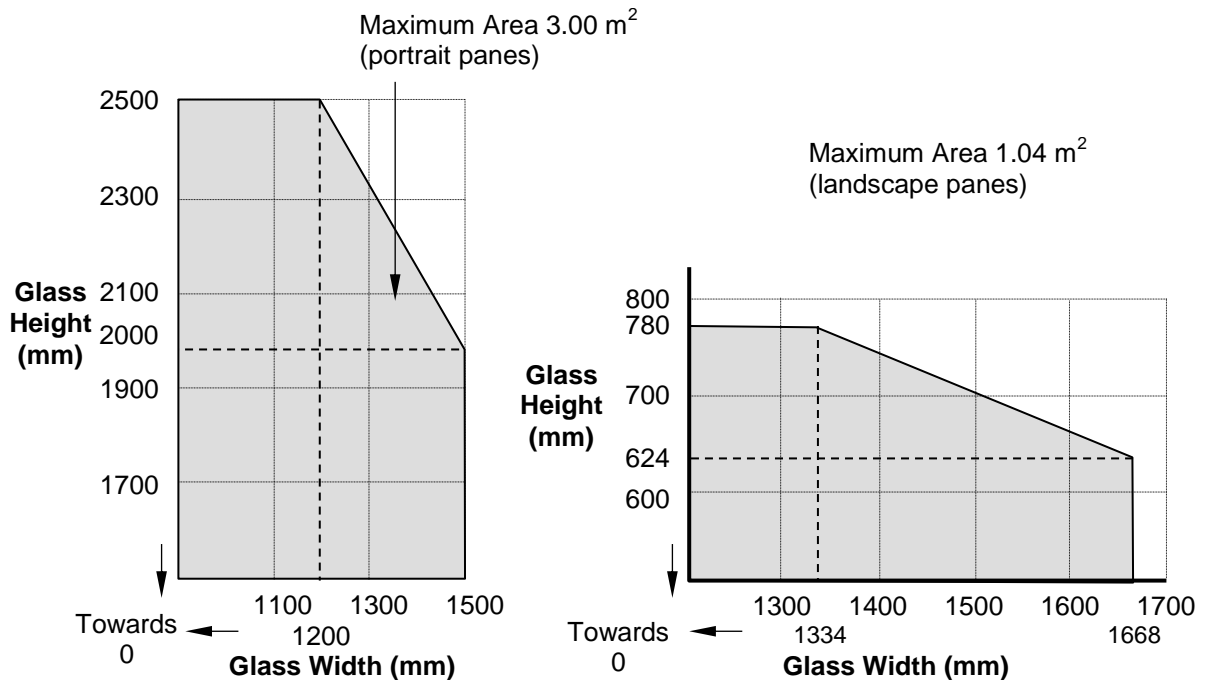 Maximum Area 3.00 m²
(portrait panes)
2500
2300
2100
2000
1900
1700
Glass
Height
(mm)
1100 1300 1500
1200
Towards
0
Glass Width (mm)
Maximum Area 1.04 m²
(landscape panes)
800
780
700
624
600
Glass
Height
(mm)
1300 1400 1500 1600 1700
1334 1668
Towards
0
Glass Width (mm)